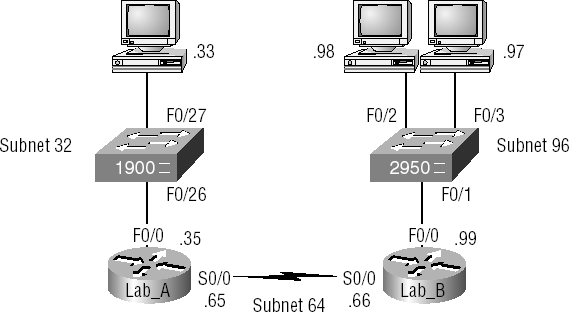 .33
.98
.97
F0/27
F0/2
F0/3
Subnet 32
Subnet 96
1900
2950
F0/26
F0/1
F0/0
.35
F0/0
.99
Lab_A
S0/0
S0/0
Lab_B
.65
Subnet 64
.66